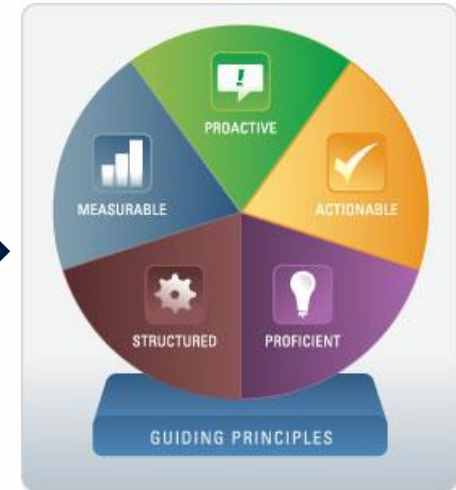 !
PROACTIVE
MEASURABLE
ACTIONABLE
STRUCTURED
PROFICIENT
GUIDING PRINCIPLES